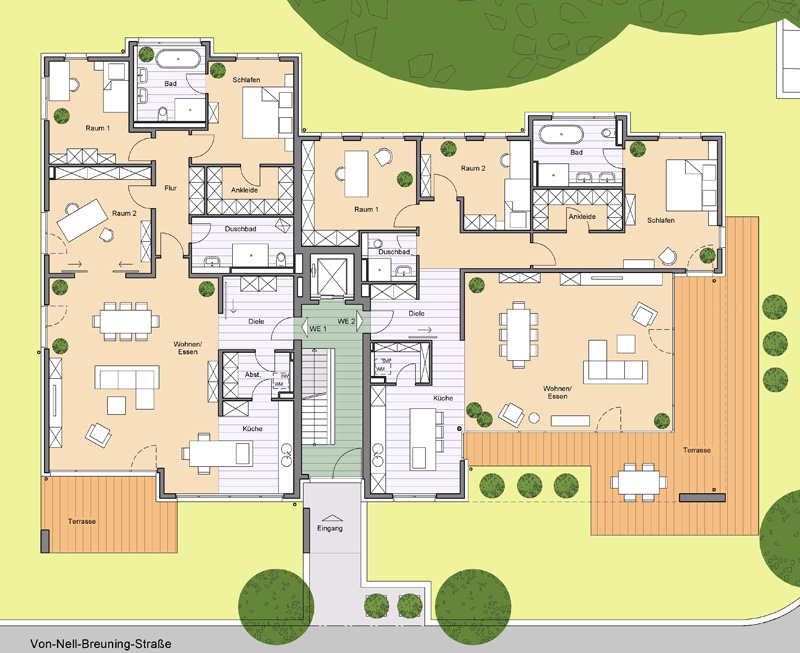 Bad
Schlafen
Raum 1
Flur
Ankleide
Raum 2
Duschbad
Wohnen/
Essen
Diele
WE 1
Abst.
SW
WM
Küche
Terrasse
Raum 1
Raum 2
Bad
Ankleide
Schlafen
Duschbad
WE 2
Diele
SW
WM
Küche
Wohnen/
Essen
Terrasse
Eingang
Von-Nell-Breuning-Straße